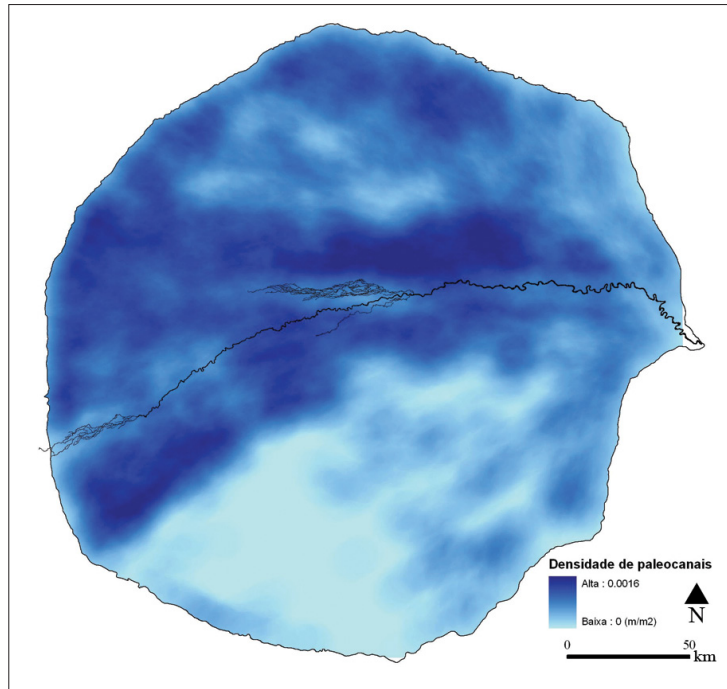 Densidade de paleocanais
Alta : 0.0016
Baixa : 0 (m/m2)
N
0 50
km